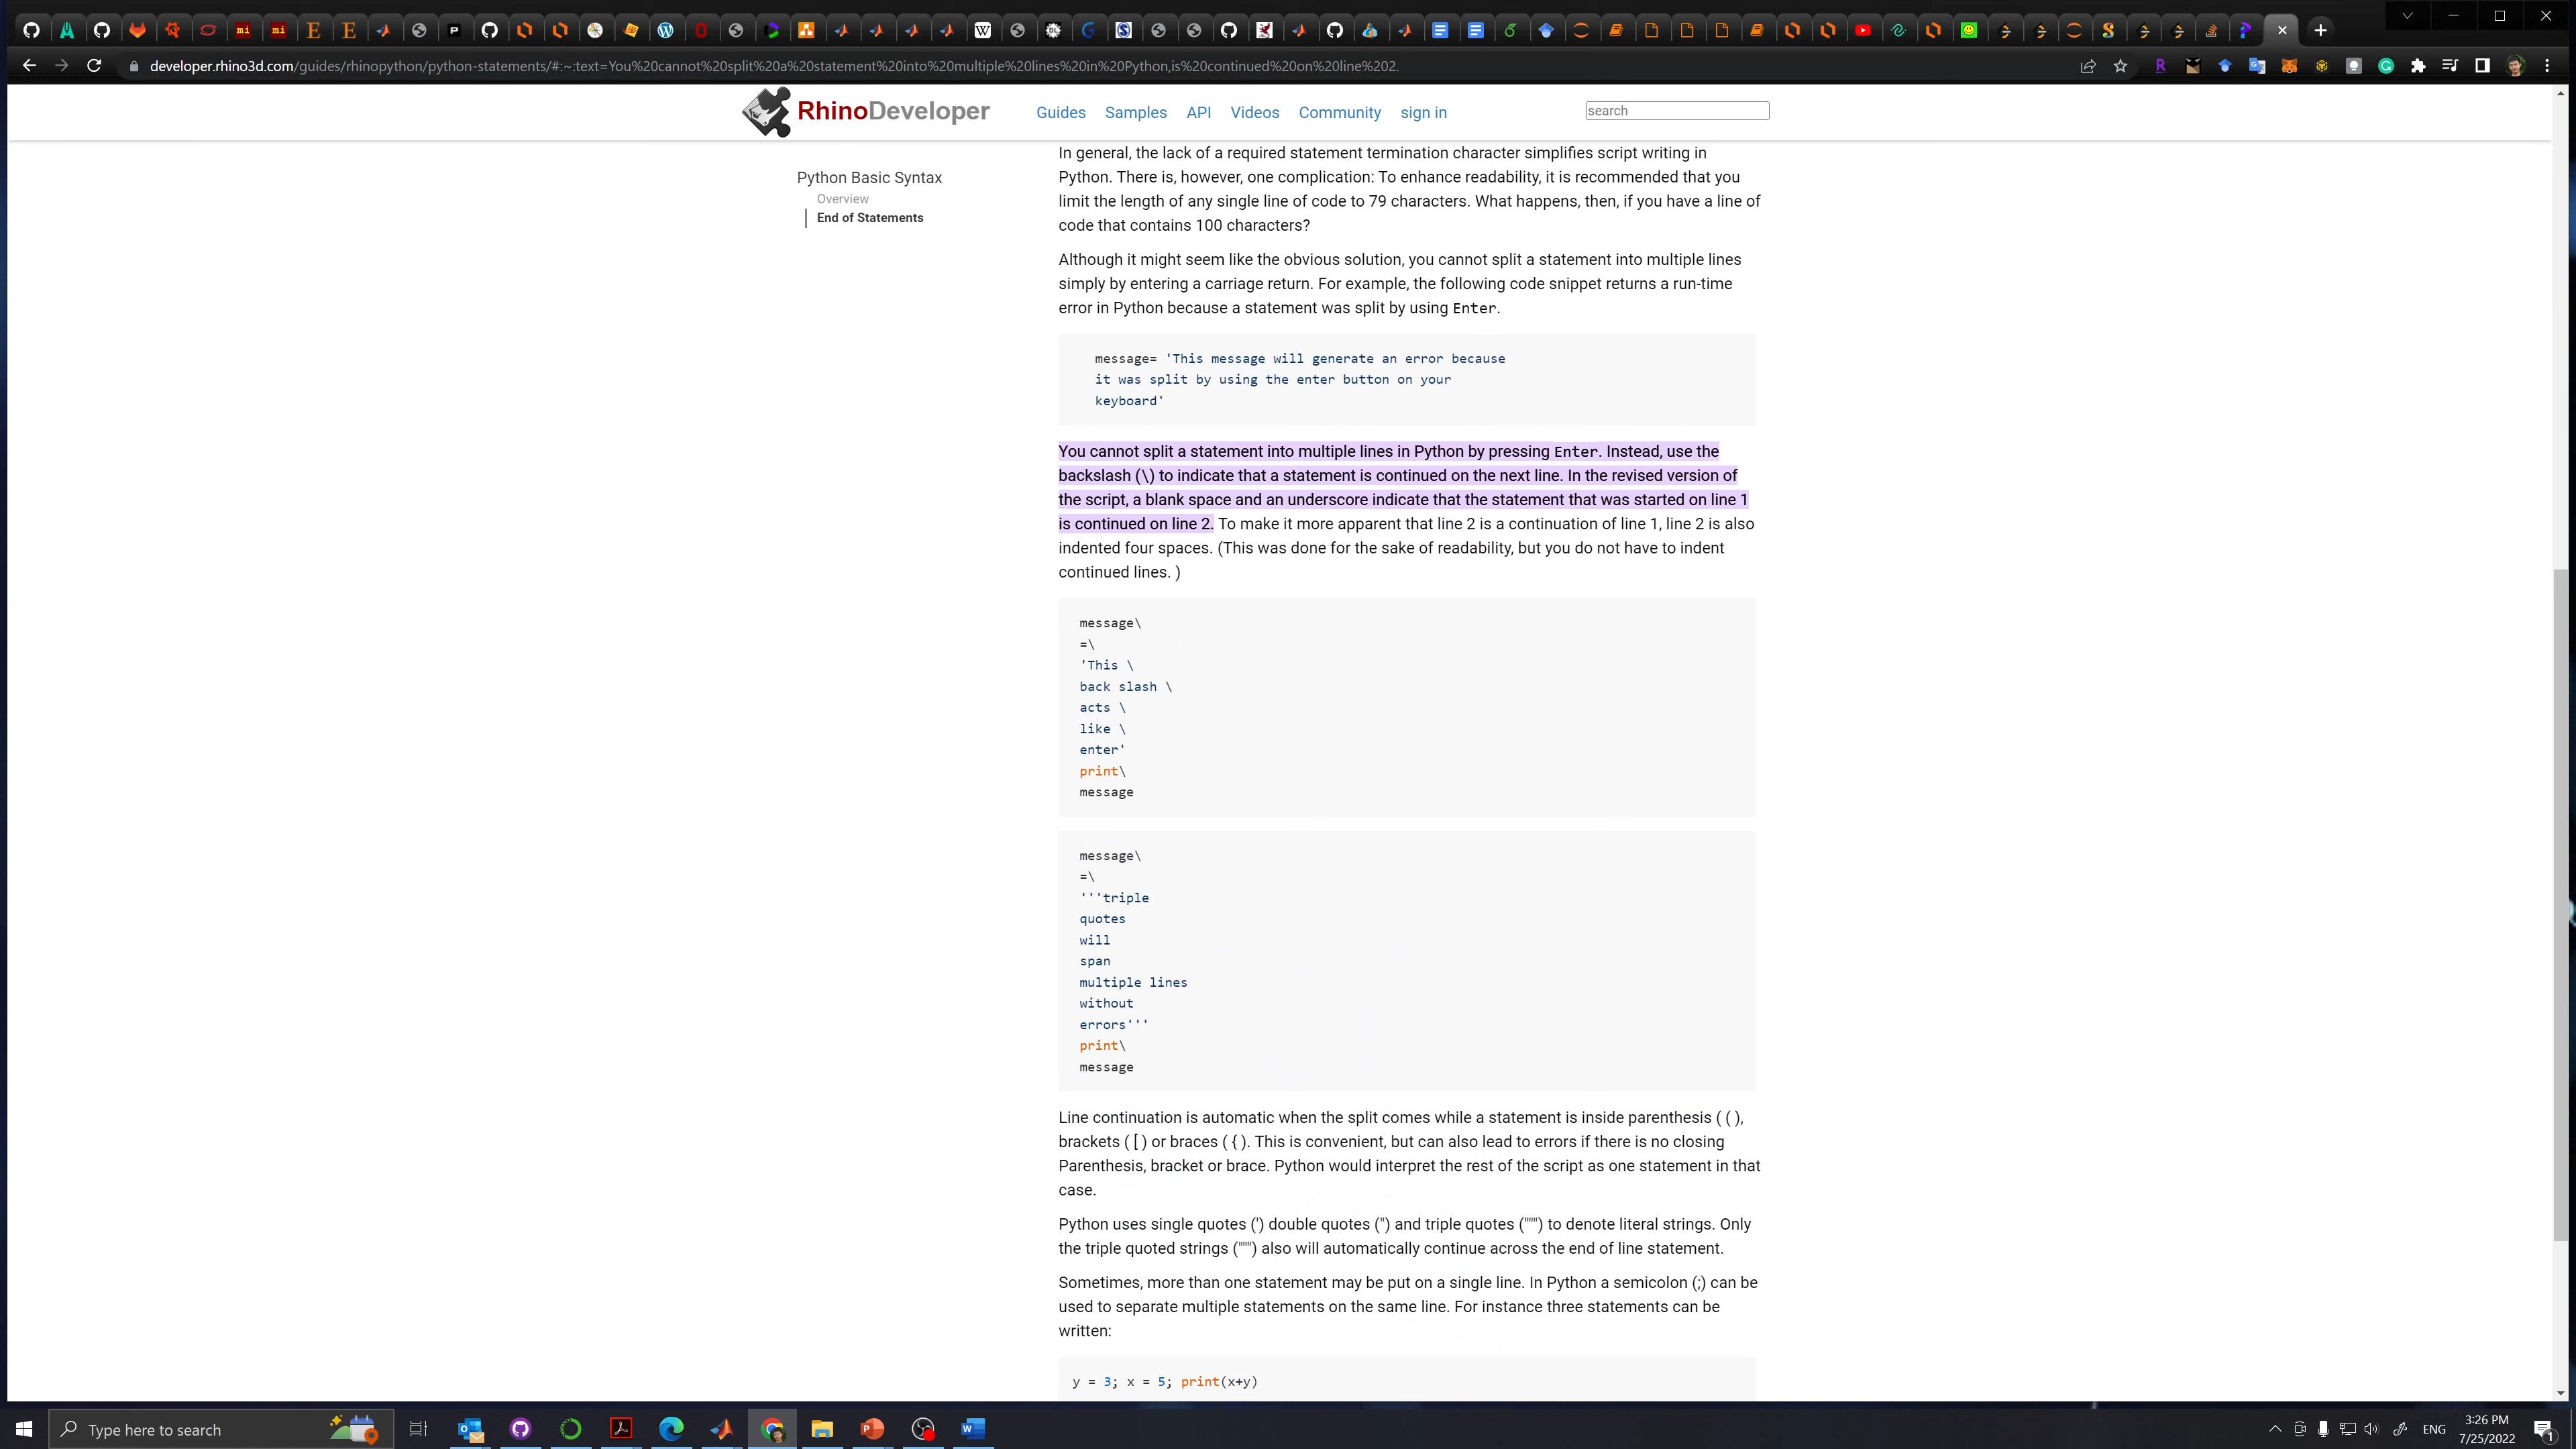 developer.rhino3d.com/guides/rhinopython/python-statements/#:~:text=You%20cannot%20split%20a%20statement%20into%20multiple%20lines%20in%20Python,is%20continued%20on%20line%202.
RhinoDeveloper Guides Samples API Videos Community sign in search
Python Basic Syntax
Overview
End of Statements
In general, the lack of a required statement termination character simplifies script writing in
Python. There is, however, one complication: To enhance readability, it is recommended that you
limit the length of any single line of code to 79 characters. What happens, then, if you have a line of
code that contains 100 characters?
Although it might seem like the obvious solution, you cannot split a statement into multiple lines
simply by entering a carriage return. For example, the following code snippet returns a run-time
error in Python because a statement was split by using Enter.
message= 'This message will generate an error because
it was split by using the enter button on your
keyboard'
You cannot split a statement into multiple lines in Python by pressing Enter. Instead, use the
backslash (\) to indicate that a statement is continued on the next line. In the revised version of
the script, a blank space and an underscore indicate that the statement that was started on line 1
is continued on line 2. To make it more apparent that line 2 is a continuation of line 1, line 2 is also
indented four spaces. (This was done for the sake of readability, but you do not have to indent
continued lines. )
message\
=\
'This \
back slash \
acts \
like \
enter'
print\
message
message\
=\
'''triple
quotes
will
span
multiple lines
without
errors'''
print\
message
Line continuation is automatic when the split comes while a statement is inside parenthesis ( ( ),
brackets ( [ ) or braces ( { ). This is convenient, but can also lead to errors if there is no closing
Parenthesis, bracket or brace. Python would interpret the rest of the script as one statement in that
case.
Python uses single quotes (') double quotes (") and triple quotes (""") to denote literal strings. Only
the triple quoted strings (""") also will automatically continue across the end of line statement.
Sometimes, more than one statement may be put on a single line. In Python a semicolon (;) can be
used to separate multiple statements on the same line. For instance three statements can be
written:
y = 3; x = 5; print(x+y)
Type here to search
ENG
3:26 PM
7/25/2022